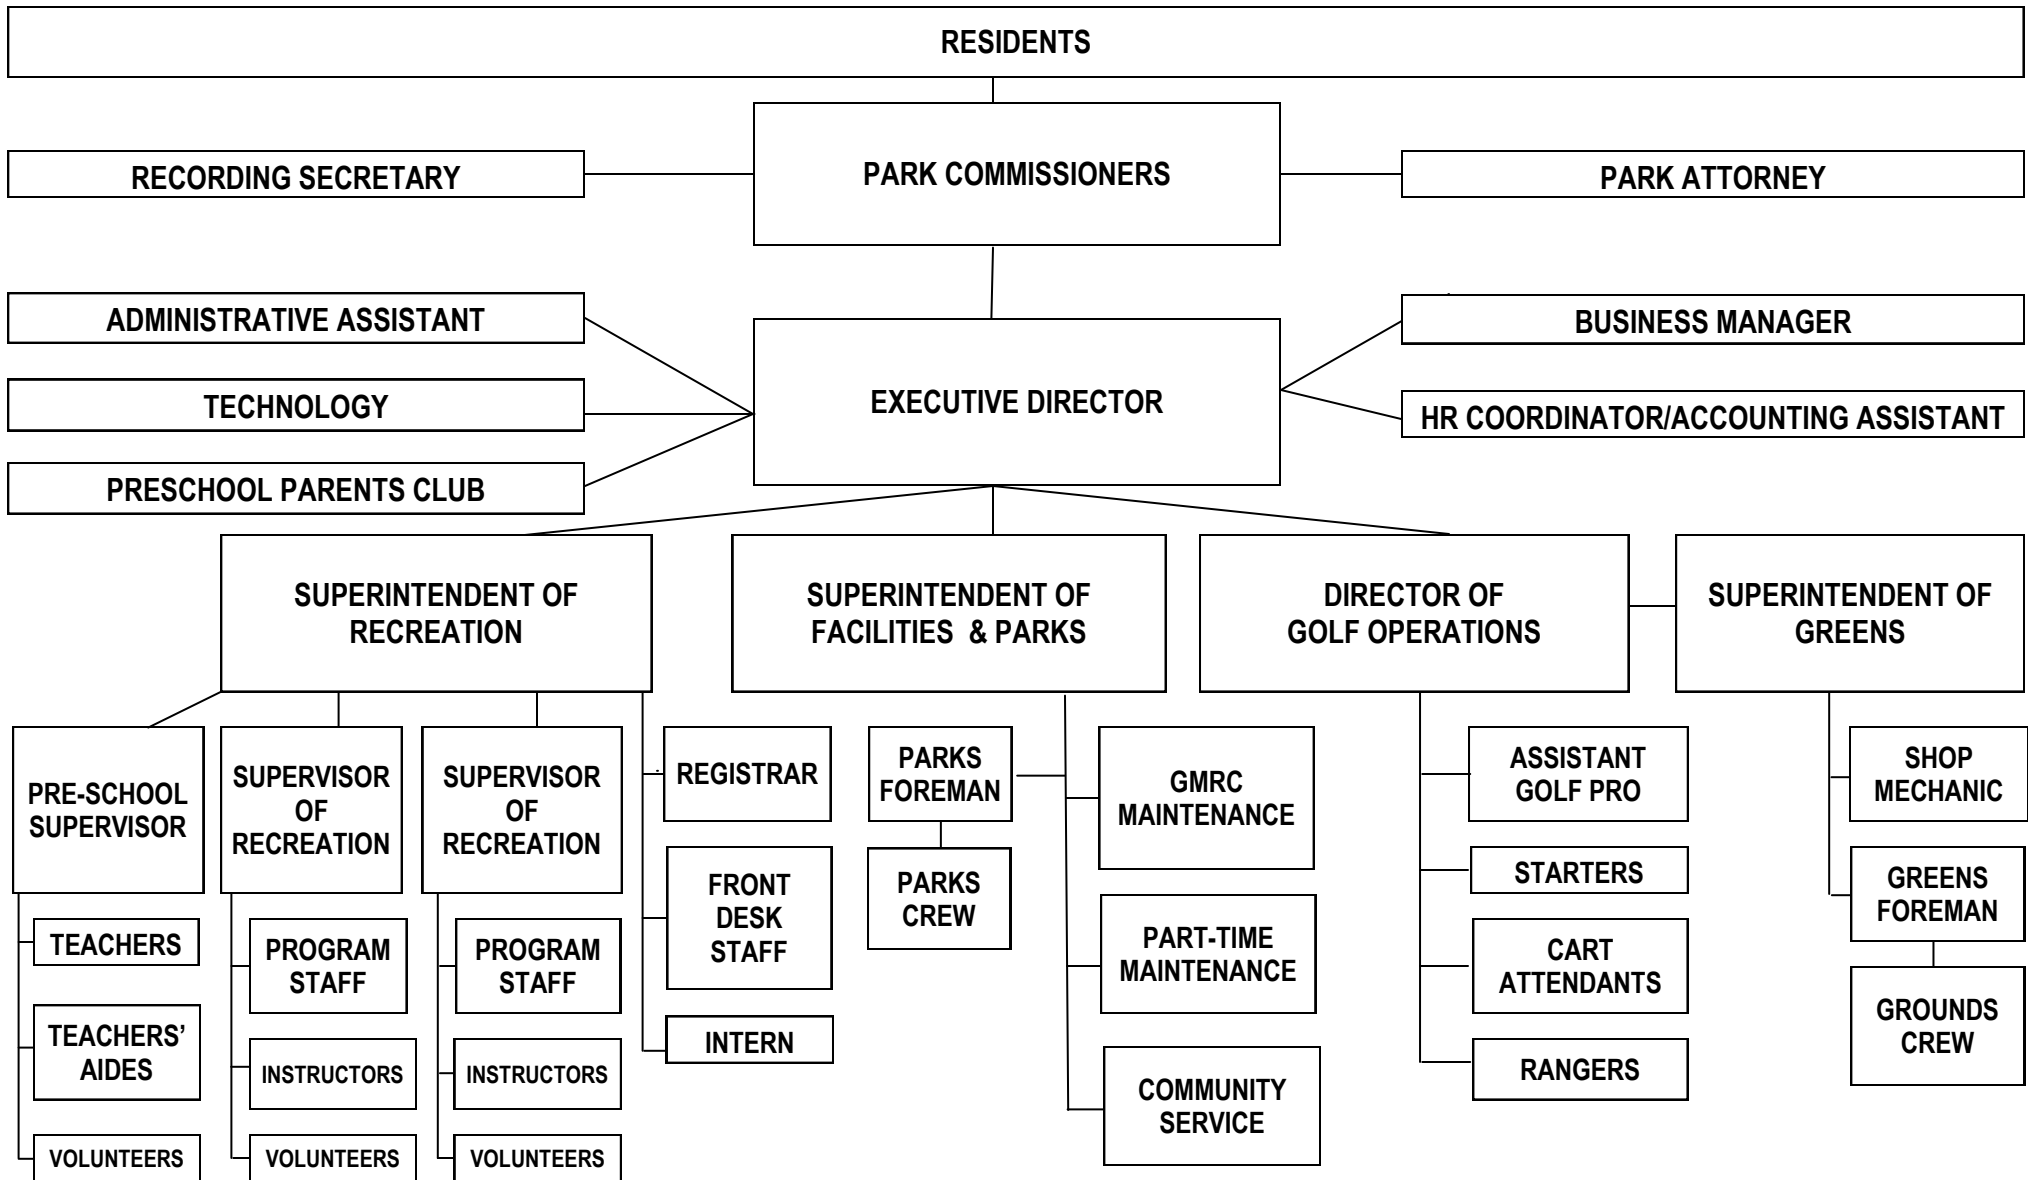 RESIDENTS
RECORDING SECRETARY
PARK COMMISSIONERS
PARK ATTORNEY
ADMINISTRATIVE ASSISTANT
TECHNOLOGY
PRESCHOOL PARENTS CLUB
EXECUTIVE DIRECTOR
BUSINESS MANAGER
HR COORDINATOR/ACCOUNTING ASSISTANT
SUPERINTENDENT OF
RECREATION
SUPERINTENDENT OF
FACILITIES & PARKS
DIRECTOR OF
GOLF OPERATIONS
SUPERINTENDENT OF
GREENS
PRE-SCHOOL
SUPERVISOR
TEACHERS
TEACHERS’
AIDES
VOLUNTEERS
SUPERVISOR
OF
RECREATION
PROGRAM
STAFF
INSTRUCTORS
VOLUNTEERS
SUPERVISOR
OF
RECREATION
PROGRAM
STAFF
INSTRUCTORS
VOLUNTEERS
REGISTRAR
FRONT
DESK
STAFF
INTERN
PARKS
FOREMAN
PARKS
CREW
GMRC
MAINTENANCE
PART-TIME
MAINTENANCE
COMMUNITY
SERVICE
ASSISTANT
GOLF PRO
STARTERS
CART
ATTENDANTS
RANGERS
SHOP
MECHANIC
GREENS
FOREMAN
GROUNDS
CREW